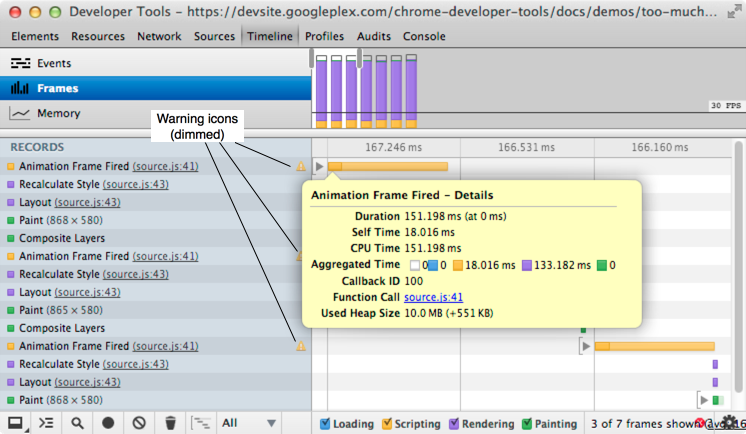 Developer Tools - https://devsite.googleplex.com/chrome-developer-tools/docs/demos/too-much...
Elements Resources Network Sources Timeline Profiles Audits Console
Events
Frames
Memory
30 FPS
Warning icons
(dimmed)
RECORDS 167.246 ms 166.531 ms 166.160 ms
Animation Frame Fired (source.js:41)
Recalculate Style (source.js:43)
Layout (source.js:43)
Paint (868 × 580)
Composite Layers
Animation Frame Fired (source.js:41)
Recalculate Style (source.js:43)
Layout (source.js:43)
Paint (865 × 580)
Composite Layers
Animation Frame Fired (source.js:41)
Recalculate Style (source.js:43)
Layout (source.js:43)
Paint (868 × 580)
Animation Frame Fired - Details
Duration 151.198 ms (at 0 ms)
Self Time 18.016 ms
CPU Time 151.198 ms
Aggregated Time 0 0 18.016 ms 133.182 ms 0
Callback ID 100
Function Call source.js:41
Used Heap Size 10.0 MB (+551 KB)
All Loading Scripting Rendering Painting 3 of 7 frames shown